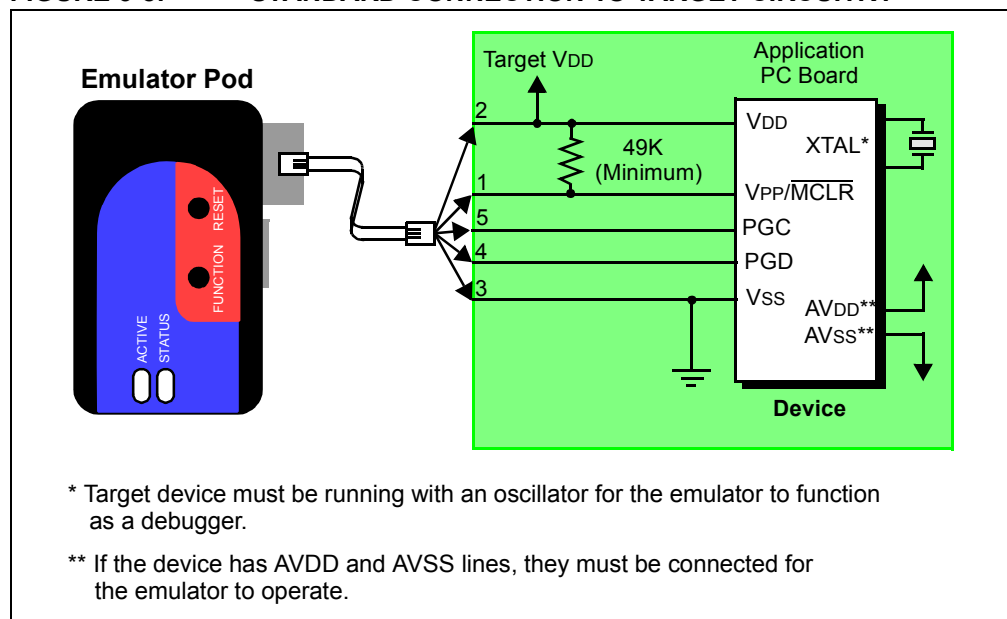 Emulator Pod
RESET
FUNCTION
ACTIVE
STATUS
Target VDD
Application
PC Board
2
VDD
XTAL*
49K
(Minimum)
1
VPP/MCLR
5
PGC
4
PGD
3
VSS
AVDD**
AVSS**
Device
* Target device must be running with an oscillator for the emulator to function
as a debugger.
** If the device has AVDD and AVSS lines, they must be connected for
the emulator to operate.